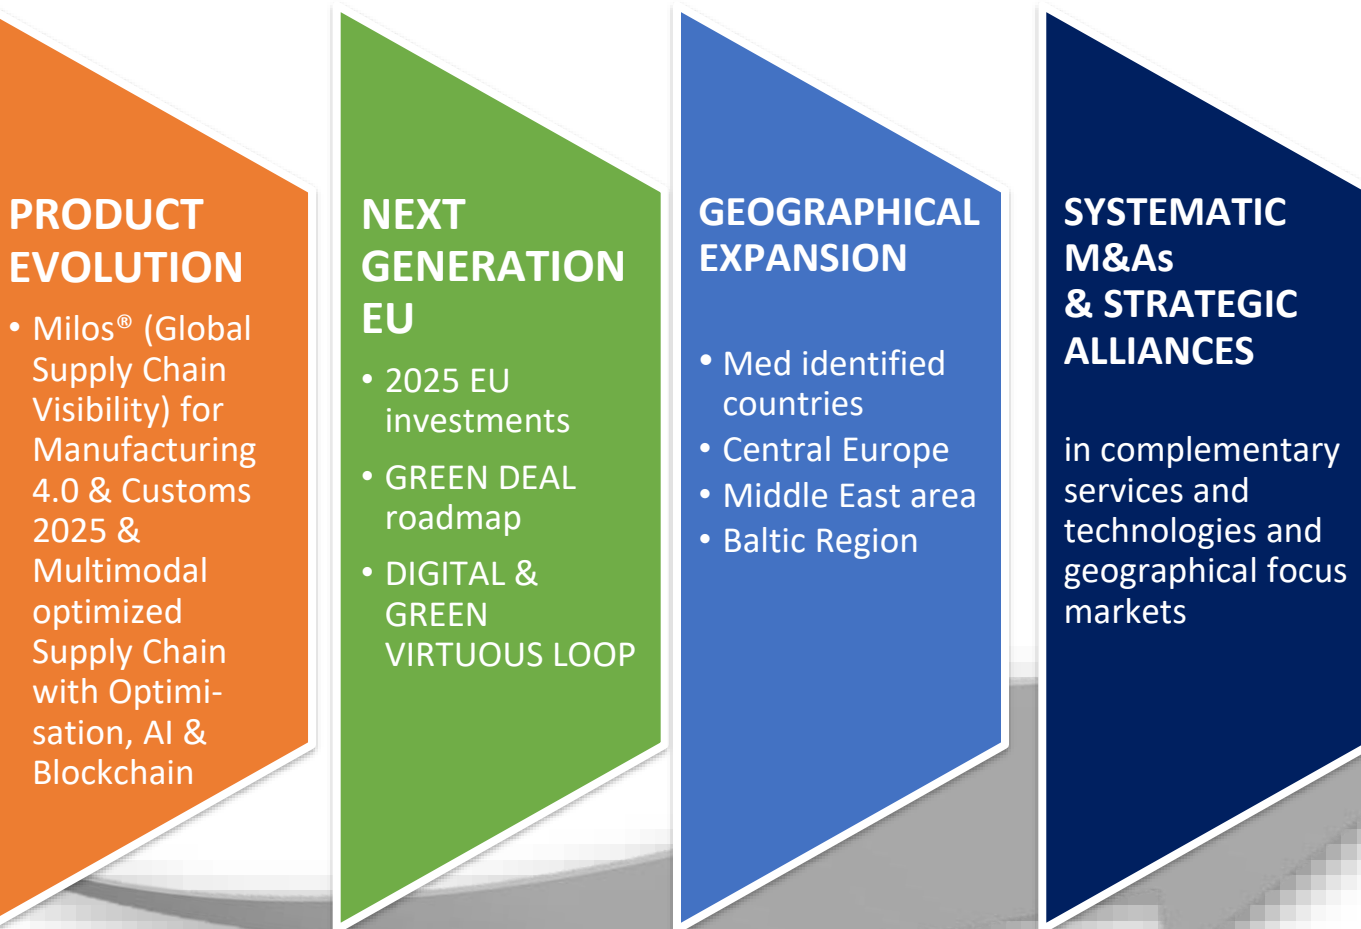 PRODUCT
EVOLUTION
• Milos® (Global
Supply Chain
Visibility) for
Manufacturing
4.0 & Customs
2025 &
Multimodal
optimized
Supply Chain
with Optimi-
sation, AI &
Blockchain
NEXT
GENERATION
EU
• 2025 EU
investments
• GREEN DEAL
roadmap
• DIGITAL &
GREEN
VIRTUOUS LOOP
GEOGRAPHICAL
EXPANSION
• Med identified
countries
• Central Europe
• Middle East area
• Baltic Region
SYSTEMATIC
M&As
& STRATEGIC
ALLIANCES
in complementary
services and
technologies and
geographical focus
markets